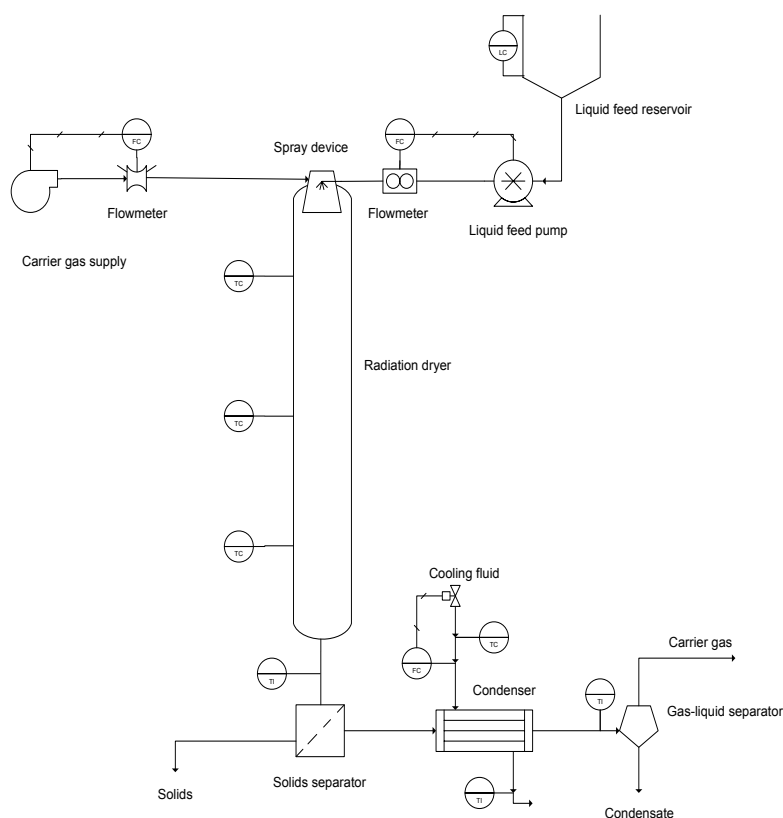 LC
Liquid feed reservoir
FC
FC
Spray device
Flowmeter
Flowmeter
Liquid feed pump
Carrier gas supply
TC
Radiation dryer
TC
TC
Cooling fluid
TC
Carrier gas
FC
TI
Condenser
TI
Gas-liquid separator
Solids separator
Solids
TI
Condensate